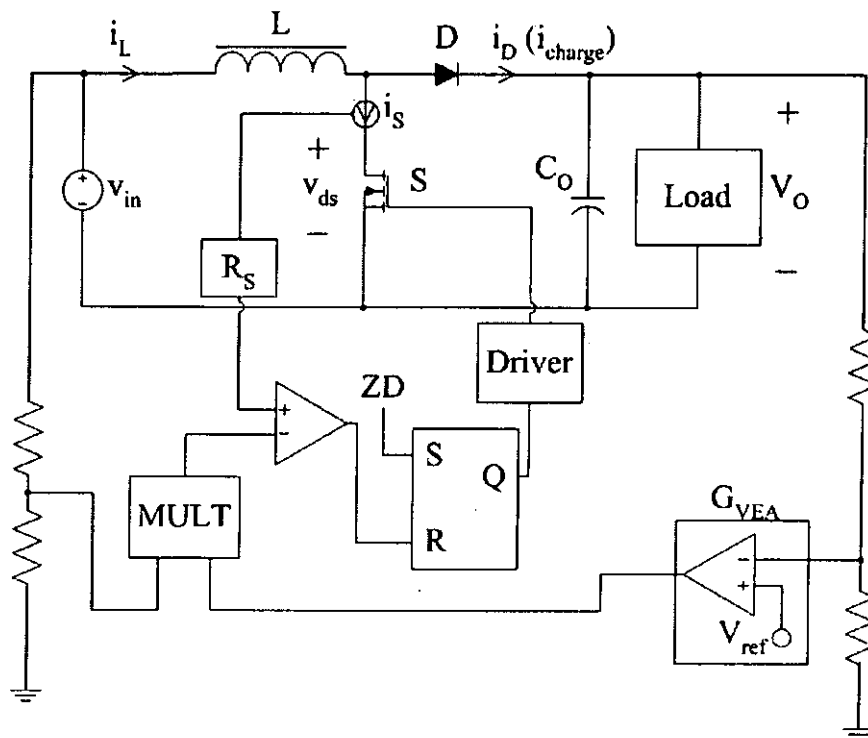 i_L
L
D
i_D (i_charge)
i_S
+
v_ds
−
S
+
-
v_in
C_O
Load
+
V_O
−
R_S
Driver
ZD
+
−
S
Q
R
MULT
G_VEA
−
+
V_ref